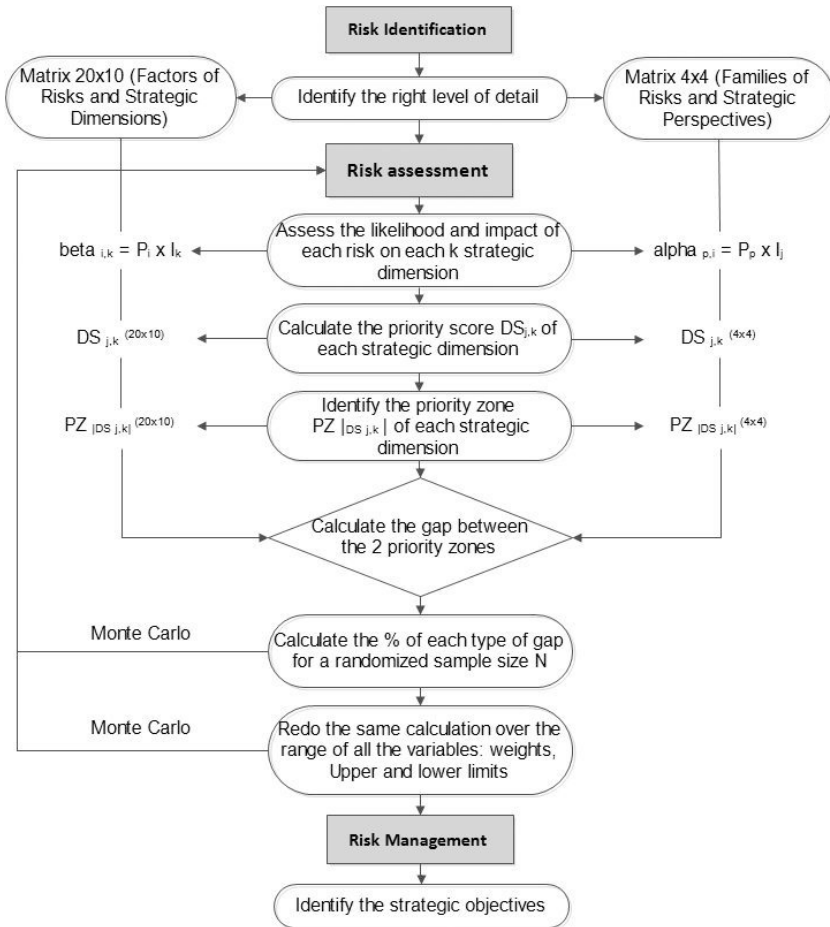 Risk Identification
Matrix 20x10 (Factors of
Risks and Strategic
Dimensions)
Identify the right level of detail
Matrix 4x4 (Families of
Risks and Strategic
Perspectives)
Risk assessment
beta i,k = Pi x Ik
Assess the likelihood and impact of
each risk on each k strategic
dimension
alpha p,i = Pp x Ij
DS j,k (20x10)
Calculate the priority score DSj,k of
each strategic dimension
DS j,k (4x4)
PZ |DS j,k| (20x10)
Identify the priority zone
PZ |DS j,k| of each strategic
dimension
PZ |DS j,k| (4x4)
Calculate the gap between
the 2 priority zones
Monte Carlo
Calculate the % of each type of gap
for a randomized sample size N
Monte Carlo
Redo the same calculation over the
range of all the variables: weights,
Upper and lower limits
Risk Management
Identify the strategic objectives